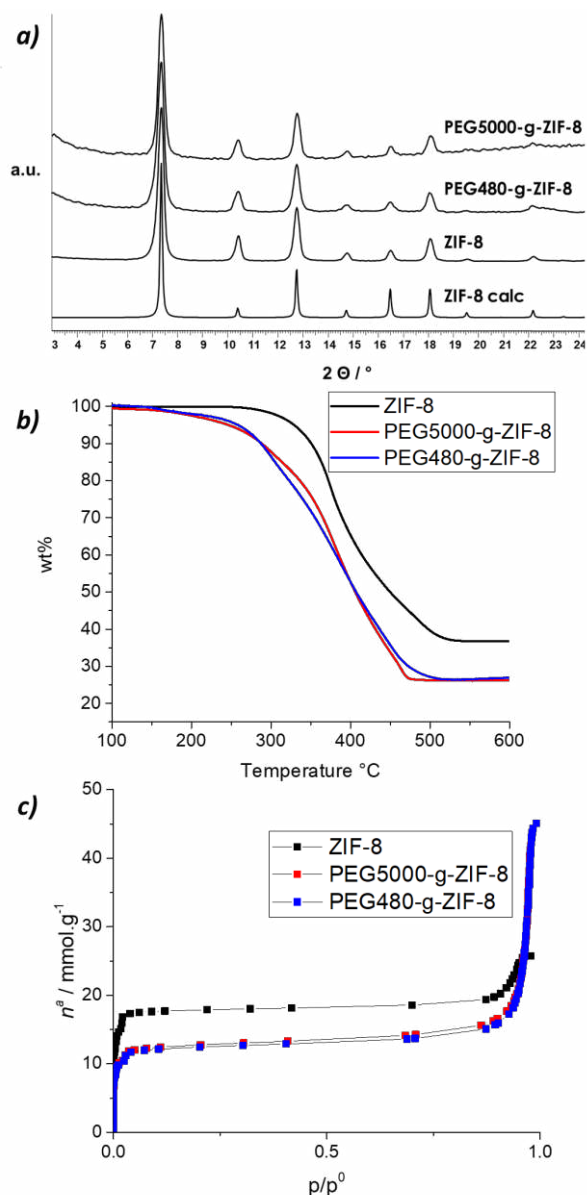 a)
PEG5000-g-ZIF-8
a.u.
PEG480-g-ZIF-8
ZIF-8
ZIF-8 calc
3 4 5 6 7 8 9 10 11 12 13 14 15 16 17 18 19 20 21 22 23 24
2 Θ / °
b)
ZIF-8
PEG5000-g-ZIF-8
PEG480-g-ZIF-8
100
90
80
70
60
50
40
30
20
wt%
100 200 300 400 500 600
Temperature °C
c)
50
40
30
20
10
0
nᵃ / mmol.g⁻¹
ZIF-8
PEG5000-g-ZIF-8
PEG480-g-ZIF-8
0.0 0.5 1.0
p/p⁰